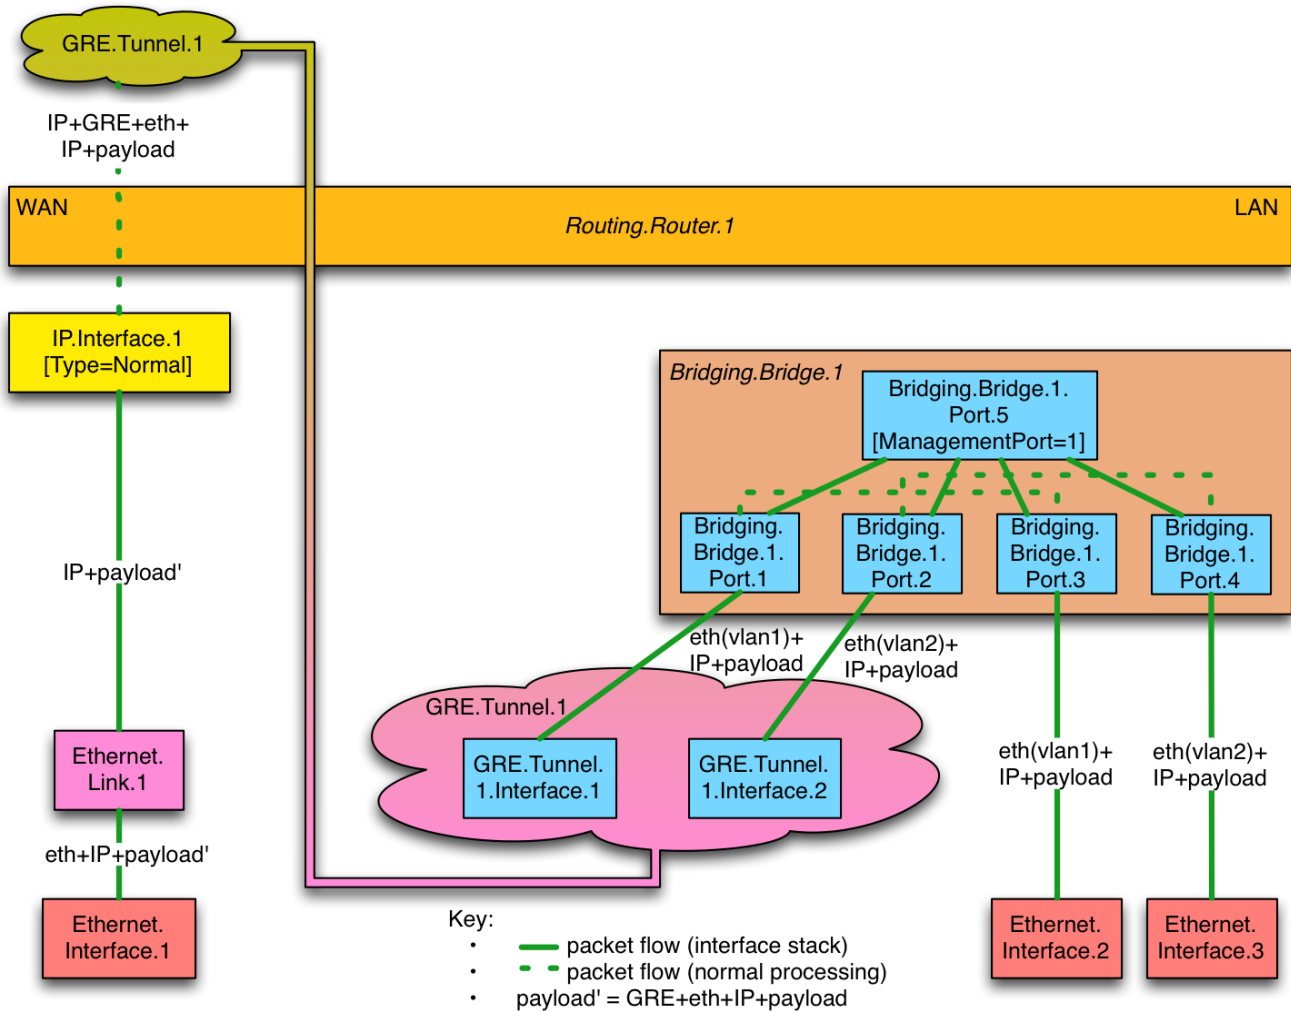 GRE.Tunnel.1
IP+GRE+eth+
IP+payload
WAN
Routing.Router.1
LAN
IP.Interface.1
[Type=Normal]
Bridging.Bridge.1
Bridging.Bridge.1.
Port.5
[ManagementPort=1]
Bridging.
Bridge.1.
Port.1
Bridging.
Bridge.1.
Port.2
Bridging.
Bridge.1.
Port.3
Bridging.
Bridge.1.
Port.4
IP+payload'
eth(vlan1)+
IP+payload
eth(vlan2)+
IP+payload
GRE.Tunnel.1
GRE.Tunnel.
1.Interface.1
GRE.Tunnel.
1.Interface.2
eth(vlan1)+
IP+payload
eth(vlan2)+
IP+payload
Ethernet.
Link.1
eth+IP+payload'
Ethernet.
Interface.1
Ethernet.
Interface.2
Ethernet.
Interface.3
Key:
• packet flow (interface stack)
• packet flow (normal processing)
• payload' = GRE+eth+IP+payload